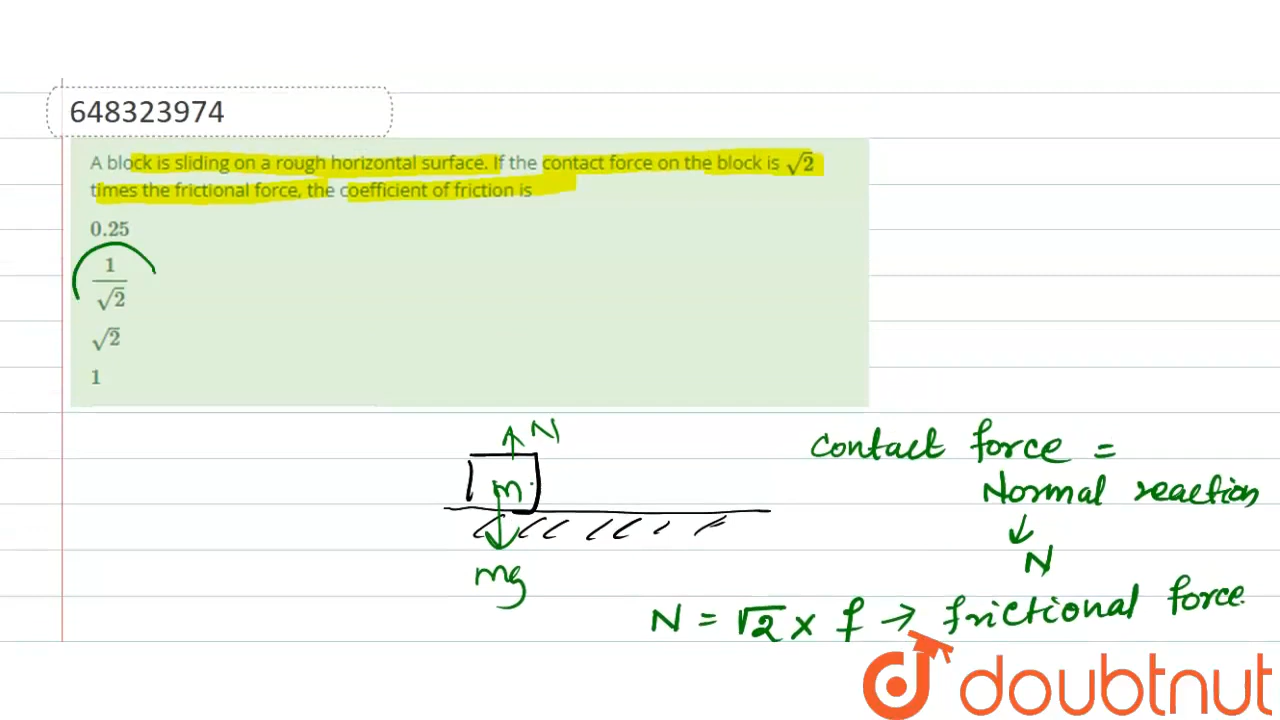 648323974
A block is sliding on a rough horizontal surface. If the contact force on the block is √2
times the frictional force, the coefficient of friction is
0.25
1
√2
√2
1
N
m
mg
contact force =
Normal reaction
↓
N
N = √2 × f → frictional force
doubtnut